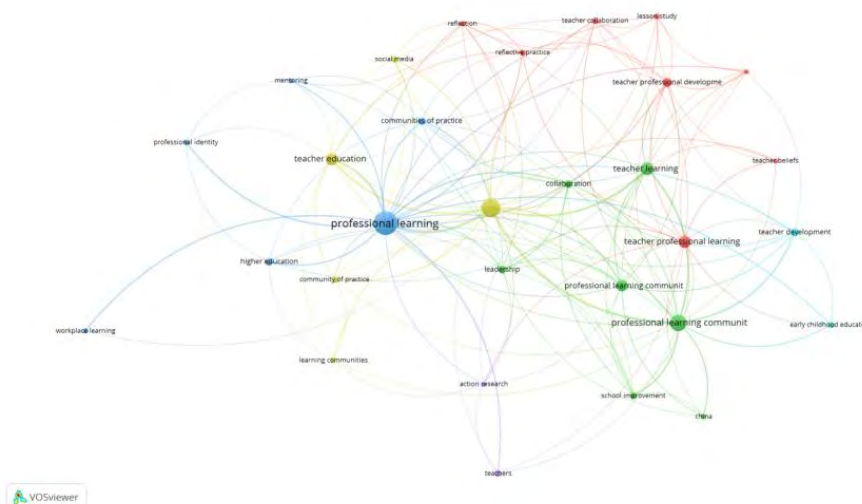 reflection
teacher collaboration
lesson study
social media
reflective practice
mentoring
teacher professional developme
communities of practice
professional identity
teacher education
teacher beliefs
teacher learning
collaboration
professional learning
teacher development
teacher professional learning
higher education
leadership
community of practice
professional learning communit
professional learning communit
early childhood educati
workplace learning
learning communities
action research
school improvement
china
teachers
VOSviewer